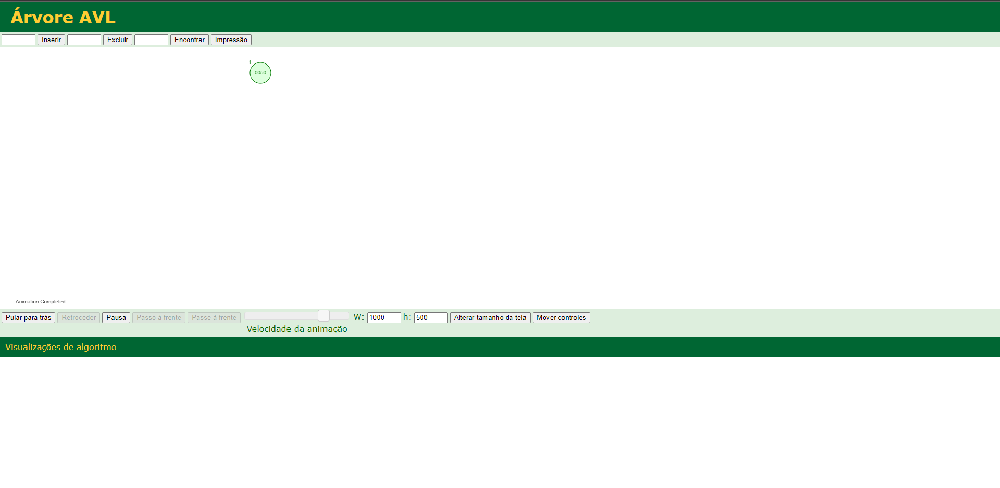 Árvore AVL
Inserir Excluir Encontrar Impressão
1
0050
Animation Completed
Pular para trás Retroceder Pausa Passo à frente Passe à frente W: 1000 h: 500 Alterar tamanho da tela Mover controles
Velocidade da animação
Visualizações de algoritmo